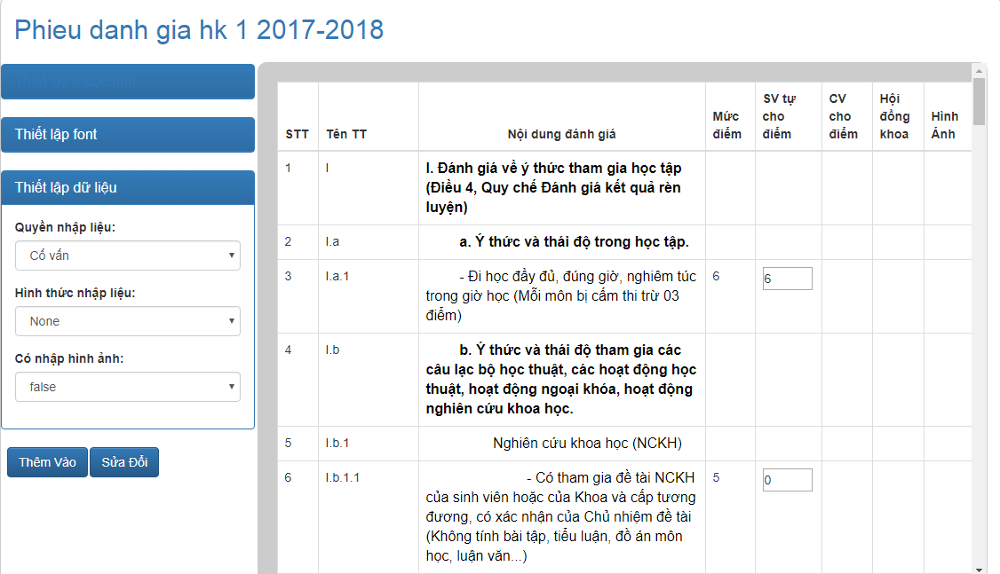 Phieu danh gia hk 1 2017-2018
Thiết lập thuộc tính
Thiết lập font
Thiết lập dữ liệu
Quyền nhập liệu:
Cố vấn
Hình thức nhập liệu:
None
Có nhập hình ảnh:
false
Thêm Vào
Sửa Đổi
STT
Tên TT
Nội dung đánh giá
Mức
điểm
SV tự
cho
điểm
CV
cho
điểm
Hội
đồng
khoa
Hình
Ảnh
1
I
I. Đánh giá về ý thức tham gia học tập
(Điều 4, Quy chế Đánh giá kết quả rèn
luyện)
2
I.a
a. Ý thức và thái độ trong học tập.
3
I.a.1
- Đi học đầy đủ, đúng giờ, nghiêm túc
trong giờ học (Mỗi môn bị cấm thi trừ 03
điểm)
6
6
4
I.b
b. Ý thức và thái độ tham gia các
câu lạc bộ học thuật, các hoạt động học
thuật, hoạt động ngoại khóa, hoạt động
nghiên cứu khoa học.
5
I.b.1
Nghiên cứu khoa học (NCKH)
6
I.b.1.1
- Có tham gia đề tài NCKH
của sinh viên hoặc của Khoa và cấp tương
đương, có xác nhận của Chủ nhiệm đề tài
(Không tính bài tập, tiểu luận, đồ án môn
học, luận văn...)
5
0